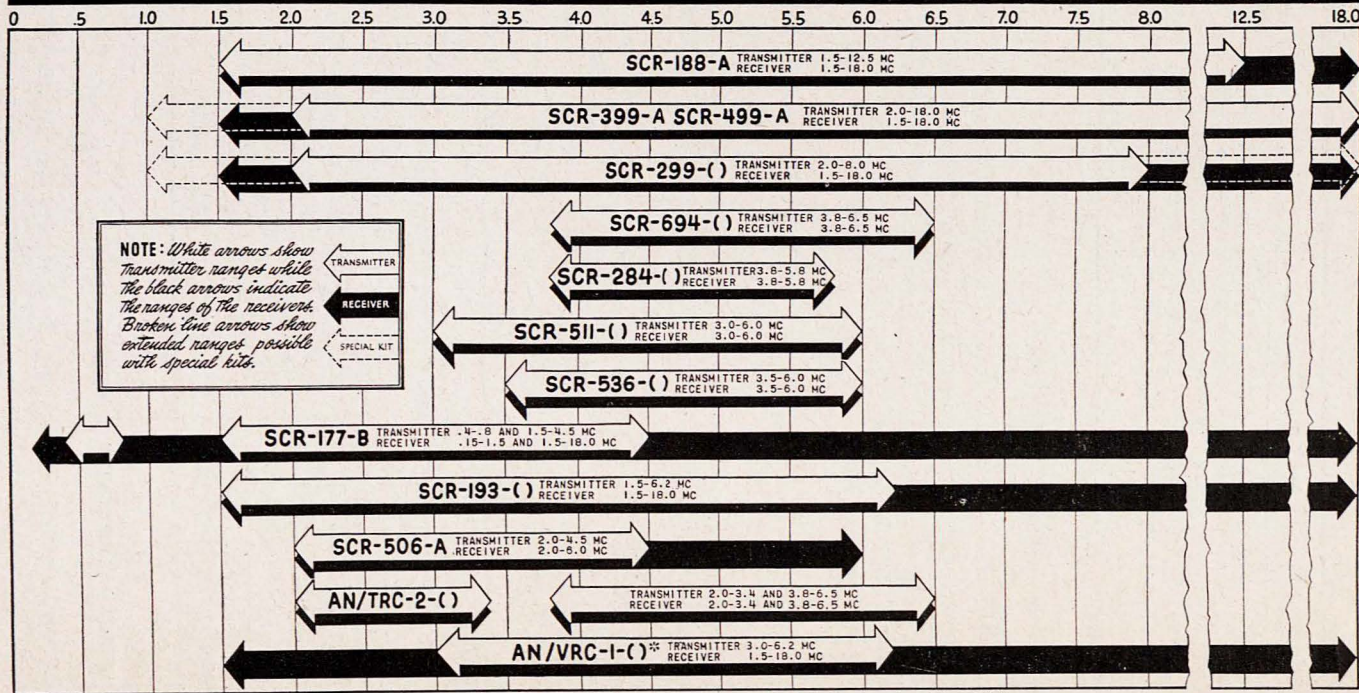 0 .5 1.0 1.5 2.0 2.5 3.0 3.5 4.0 4.5 5.0 5.5 6.0 6.5 7.0 7.5 8.0 12.5 18.0
SCR-188-A TRANSMITTER 1.5-12.5 MC
RECEIVER 1.5-18.0 MC
SCR-399-A SCR-499-A TRANSMITTER 2.0-18.0 MC
RECEIVER 1.5-18.0 MC
SCR-299-() TRANSMITTER 2.0-8.0 MC
RECEIVER 1.5-18.0 MC
SCR-694-() TRANSMITTER 3.8-6.5 MC
RECEIVER 3.8-6.5 MC
NOTE: White arrows show
transmitter ranges while
the black arrows indicate
the ranges of the receivers.
Broken line arrows show
extended ranges possible
with special kits.
TRANSMITTER
RECEIVER
SPECIAL KIT
SCR-284-() TRANSMITTER 3.8-5.8 MC
RECEIVER 3.8-5.8 MC
SCR-511-() TRANSMITTER 3.0-6.0 MC
RECEIVER 3.0-6.0 MC
SCR-536-() TRANSMITTER 3.5-6.0 MC
RECEIVER 3.5-6.0 MC
SCR-177-B TRANSMITTER .4-.8 AND 1.5-4.5 MC
RECEIVER .15-1.5 AND 1.5-18.0 MC
SCR-193-() TRANSMITTER 1.5-6.2 MC
RECEIVER 1.5-18.0 MC
SCR-506-A TRANSMITTER 2.0-4.5 MC
RECEIVER 2.0-6.0 MC
AN/TRC-2-() TRANSMITTER 2.0-3.4 AND 3.8-6.5 MC
RECEIVER 2.0-3.4 AND 3.8-6.5 MC
AN/VRC-1-()* TRANSMITTER 3.0-6.2 MC
RECEIVER 1.5-18.0 MC